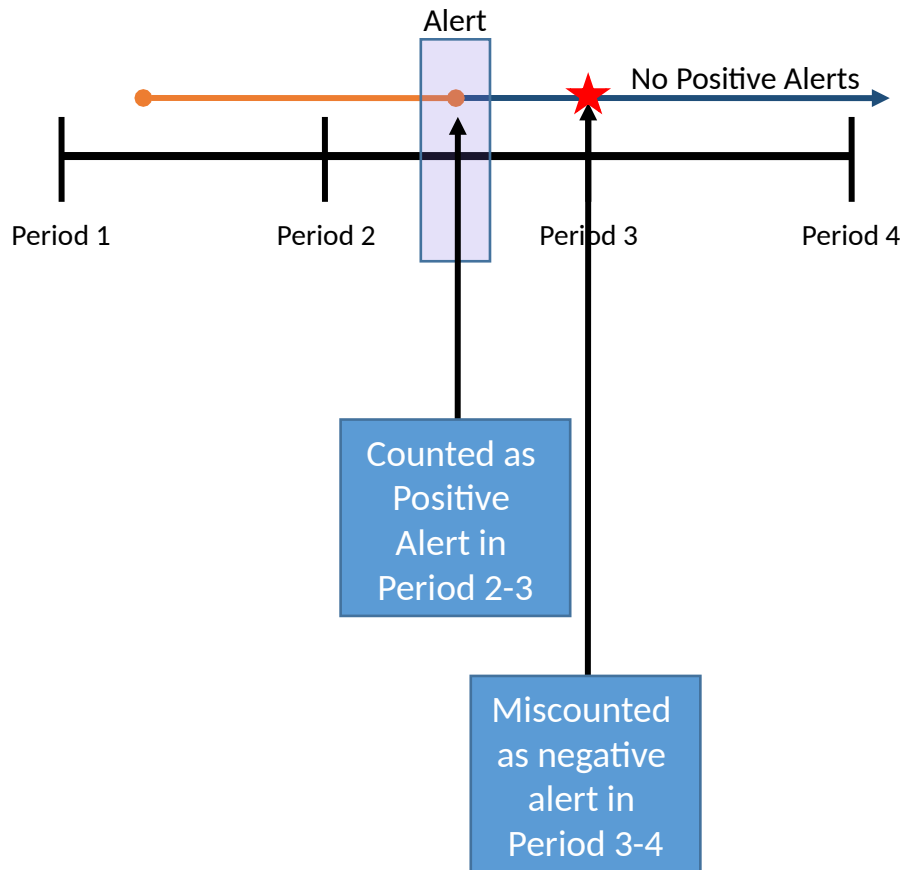 Alert
No Positive Alerts
Period 1
Period 2
Period 3
Period 4
Counted as
Positive
Alert in
Period 2-3
Miscounted
as negative
alert in
Period 3-4